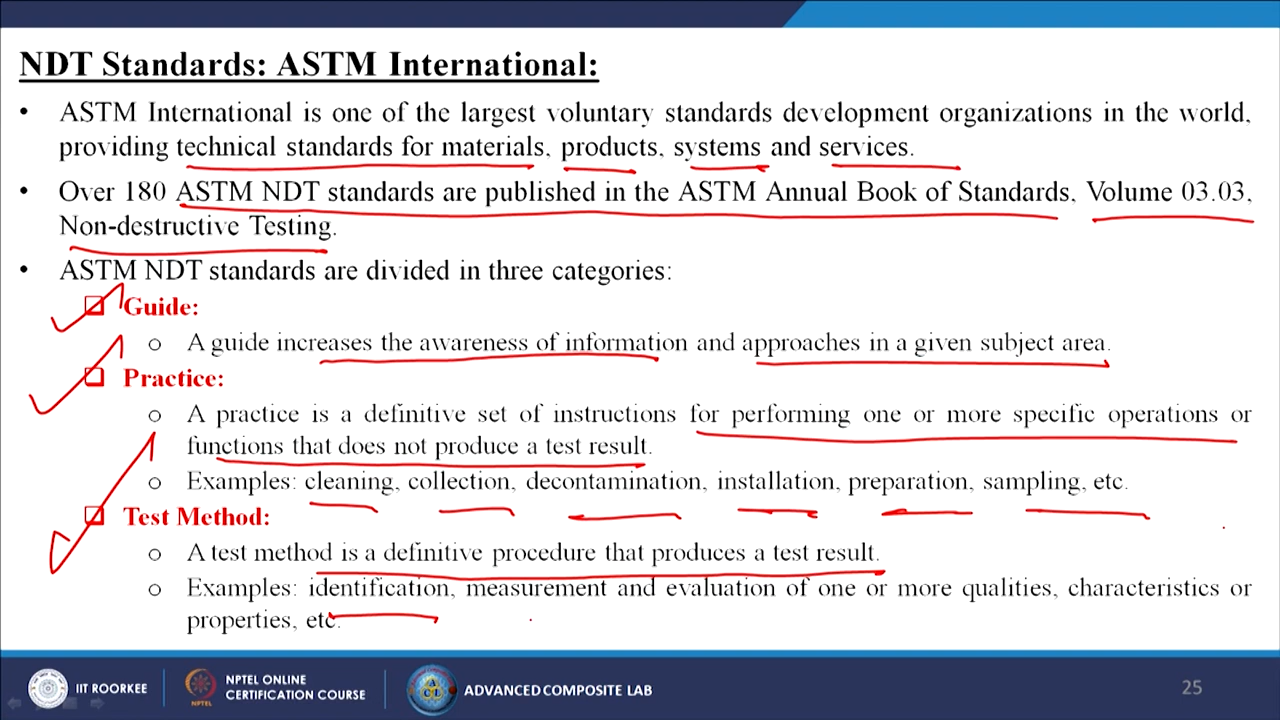 NDT Standards: ASTM International:
• ASTM International is one of the largest voluntary standards development organizations in the world,
providing technical standards for materials, products, systems and services.
• Over 180 ASTM NDT standards are published in the ASTM Annual Book of Standards, Volume 03.03,
Non-destructive Testing.
• ASTM NDT standards are divided in three categories:
❑ Guide:
o A guide increases the awareness of information and approaches in a given subject area.
❑ Practice:
o A practice is a definitive set of instructions for performing one or more specific operations or
functions that does not produce a test result.
o Examples: cleaning, collection, decontamination, installation, preparation, sampling, etc.
❑ Test Method:
o A test method is a definitive procedure that produces a test result.
o Examples: identification, measurement and evaluation of one or more qualities, characteristics or
properties, etc.
IIT ROORKEE
NPTEL
NPTEL ONLINE
CERTIFICATION COURSE
ADVANCED COMPOSITE LAB
25